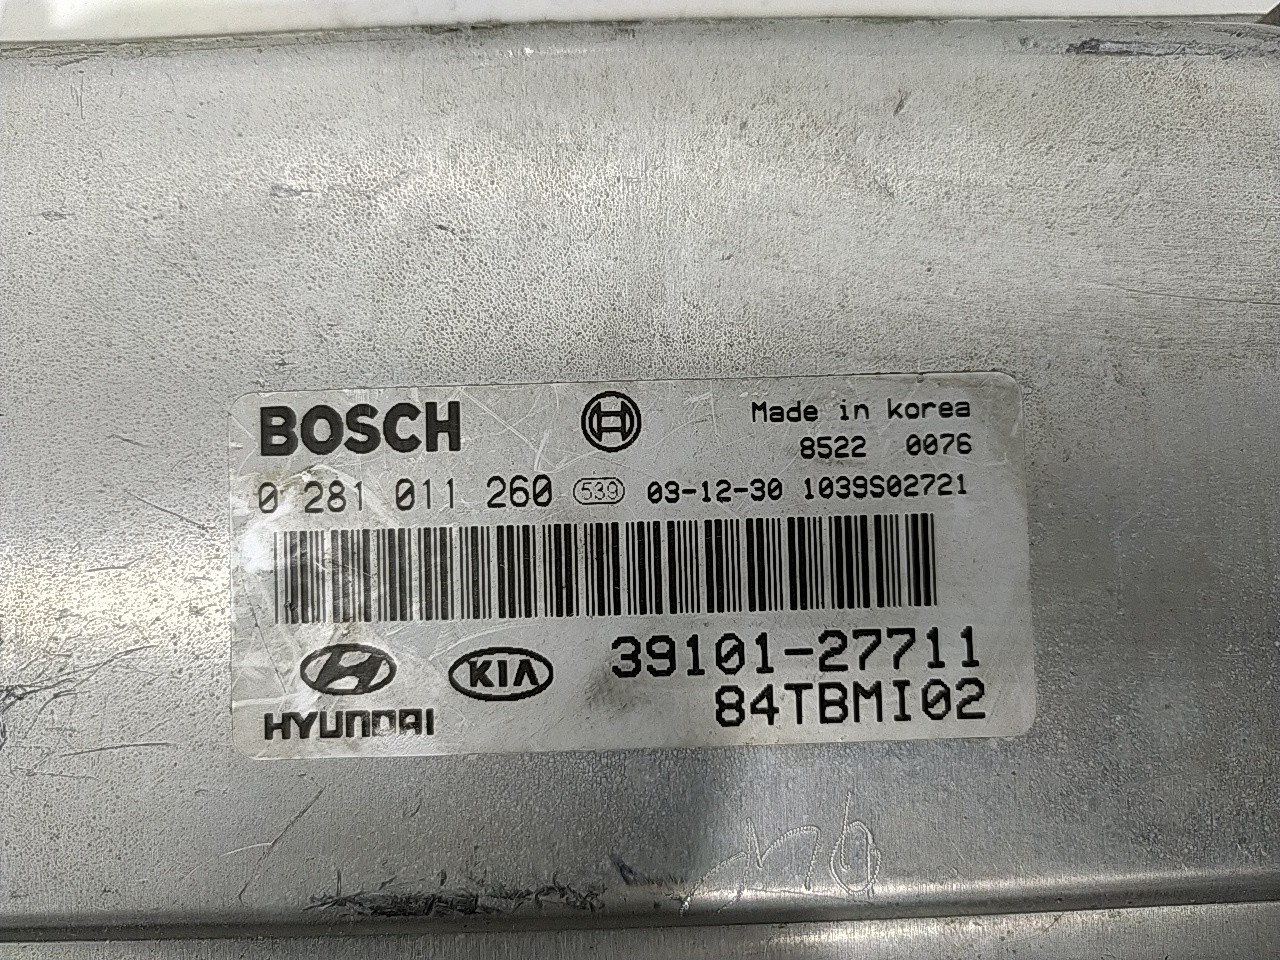 BOSCH
Made in korea
8522 0076
0 281 011 260 539 03-12-30 1039S02721
39101-27711
KIA
84TBMI02
HYUNDAI